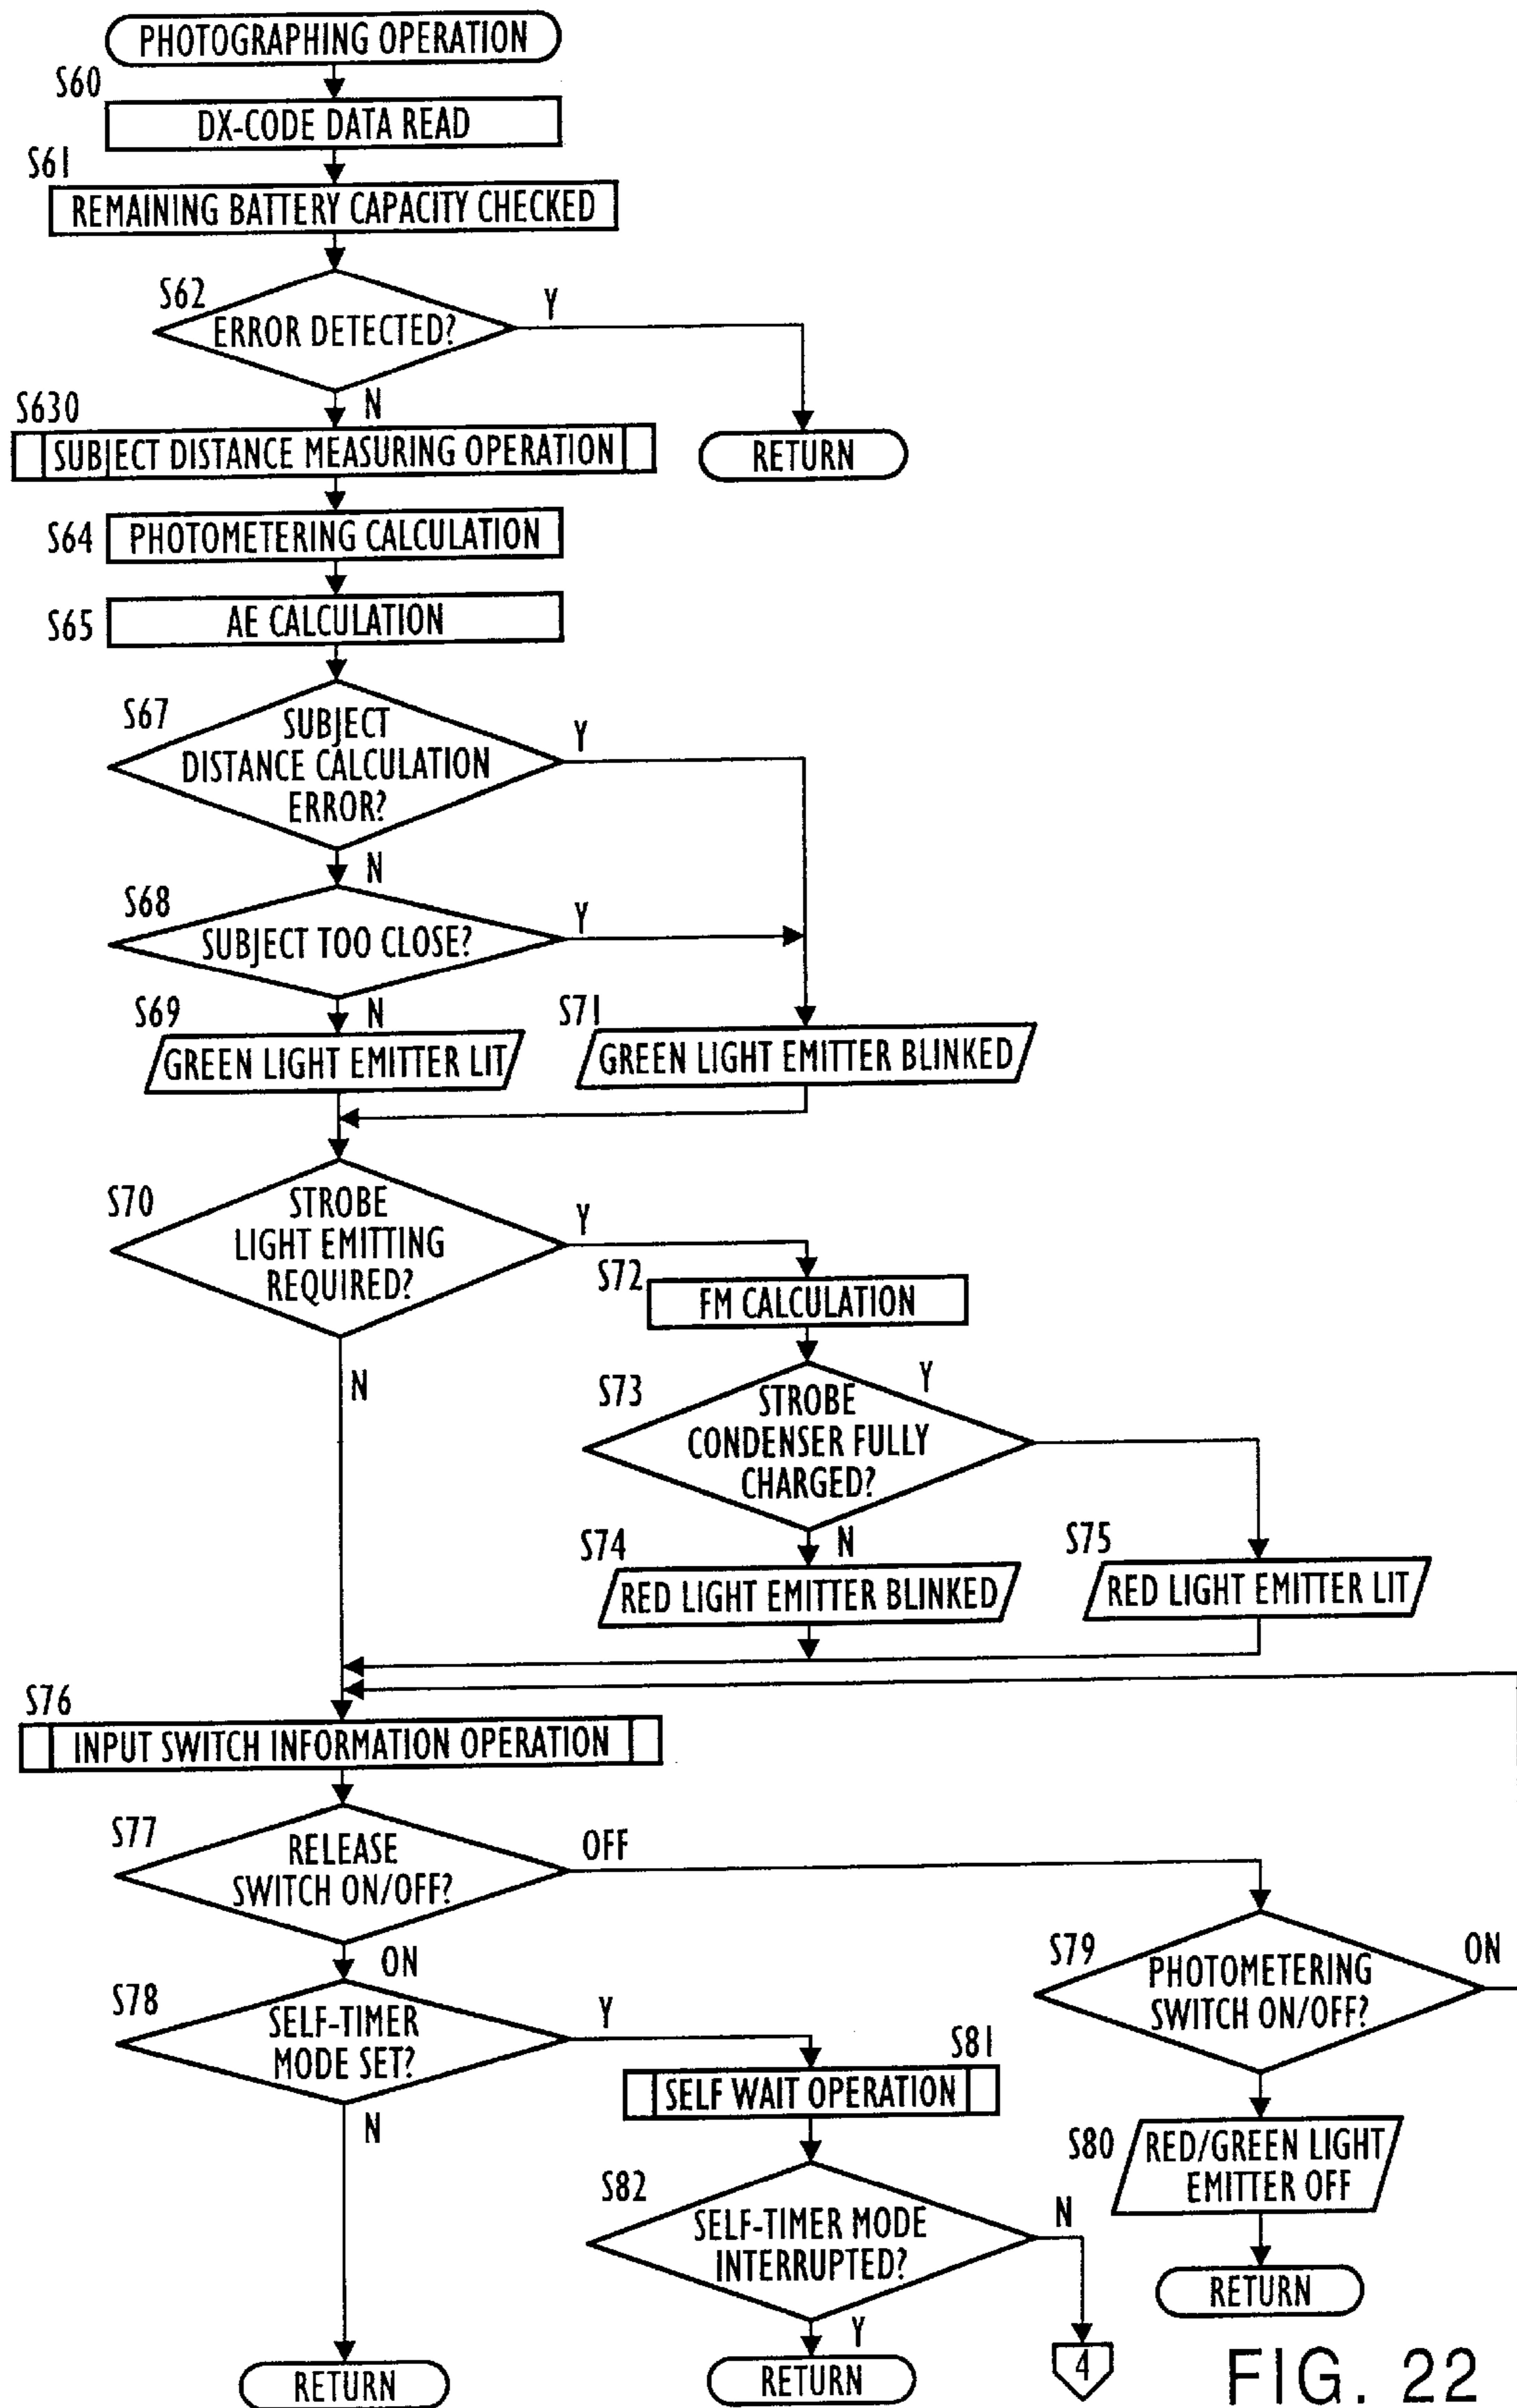 PHOTOGRAPHING OPERATION
S60
DX-CODE DATA READ
S61
REMAINING BATTERY CAPACITY CHECKED
S62
ERROR DETECTED?
Y
N
S630
SUBJECT DISTANCE MEASURING OPERATION
RETURN
S64
PHOTOMETERING CALCULATION
S65
AE CALCULATION
S67
SUBJECT
DISTANCE CALCULATION
ERROR?
Y
N
S68
SUBJECT TOO CLOSE?
Y
N
S69
GREEN LIGHT EMITTER LIT
S71
GREEN LIGHT EMITTER BLINKED
S70
STROBE
LIGHT EMITTING
REQUIRED?
Y
N
S72
FM CALCULATION
S73
STROBE
CONDENSER FULLY
CHARGED?
Y
N
S74
RED LIGHT EMITTER BLINKED
S75
RED LIGHT EMITTER LIT
S76
INPUT SWITCH INFORMATION OPERATION
S77
RELEASE
SWITCH ON/OFF?
OFF
ON
S79
PHOTOMETERING
SWITCH ON/OFF?
ON
S78
SELF-TIMER
MODE SET?
Y
N
S81
SELF WAIT OPERATION
S80
RED/GREEN LIGHT
EMITTER OFF
S82
SELF-TIMER MODE
INTERRUPTED?
N
Y
RETURN
RETURN
RETURN
4
FIG. 22